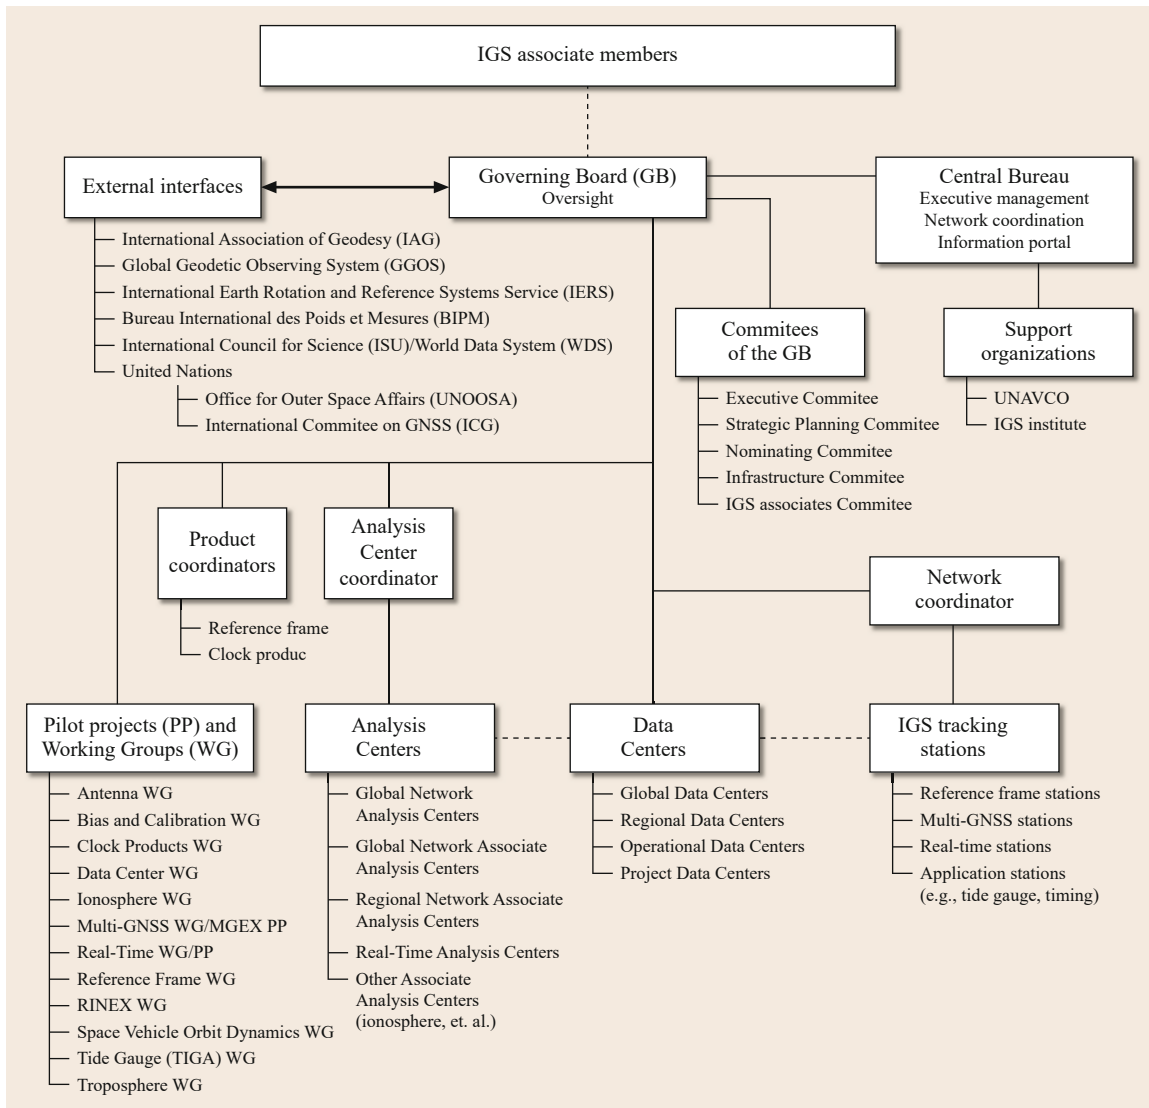 IGS associate members
External interfaces
Governing Board (GB)
Oversight
Central Bureau
Executive management
Network coordination
Information portal
International Association of Geodesy (IAG)
Global Geodetic Observing System (GGOS)
International Earth Rotation and Reference Systems Service (IERS)
Bureau International des Poids et Mesures (BIPM)
International Council for Science (ISU)/World Data System (WDS)
United Nations
Office for Outer Space Affairs (UNOOSA)
International Commitee on GNSS (ICG)
Commitees
of the GB
Executive Commitee
Strategic Planning Commitee
Nominating Commitee
Infrastructure Commitee
IGS associates Commitee
Support
organizations
UNAVCO
IGS institute
Product
coordinators
Reference frame
Clock produc
Analysis
Center
coordinator
Network
coordinator
Pilot projects (PP) and
Working Groups (WG)
Antenna WG
Bias and Calibration WG
Clock Products WG
Data Center WG
Ionosphere WG
Multi-GNSS WG/MGEX PP
Real-Time WG/PP
Reference Frame WG
RINEX WG
Space Vehicle Orbit Dynamics WG
Tide Gauge (TIGA) WG
Troposphere WG
Analysis
Centers
Global Network
Analysis Centers
Global Network Associate
Analysis Centers
Regional Network Associate
Analysis Centers
Real-Time Analysis Centers
Other Associate
Analysis Centers
(ionosphere, et. al.)
Data
Centers
Global Data Centers
Regional Data Centers
Operational Data Centers
Project Data Centers
IGS tracking
stations
Reference frame stations
Multi-GNSS stations
Real-time stations
Application stations
(e.g., tide gauge, timing)